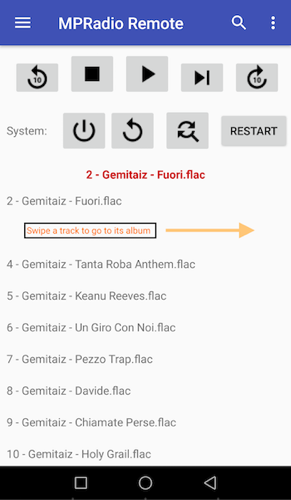 MPRadio Remote
10
10
System:
RESTART
2 - Gemitaiz - Fuori.flac
2 - Gemitaiz - Fuori.flac
Swipe a track to go to its album
4 - Gemitaiz - Tanta Roba Anthem.flac
5 - Gemitaiz - Keanu Reeves.flac
6 - Gemitaiz - Un Giro Con Noi.flac
7 - Gemitaiz - Pezzo Trap.flac
8 - Gemitaiz - Davide.flac
9 - Gemitaiz - Chiamate Perse.flac
10 - Gemitaiz - Holy Grail.flac